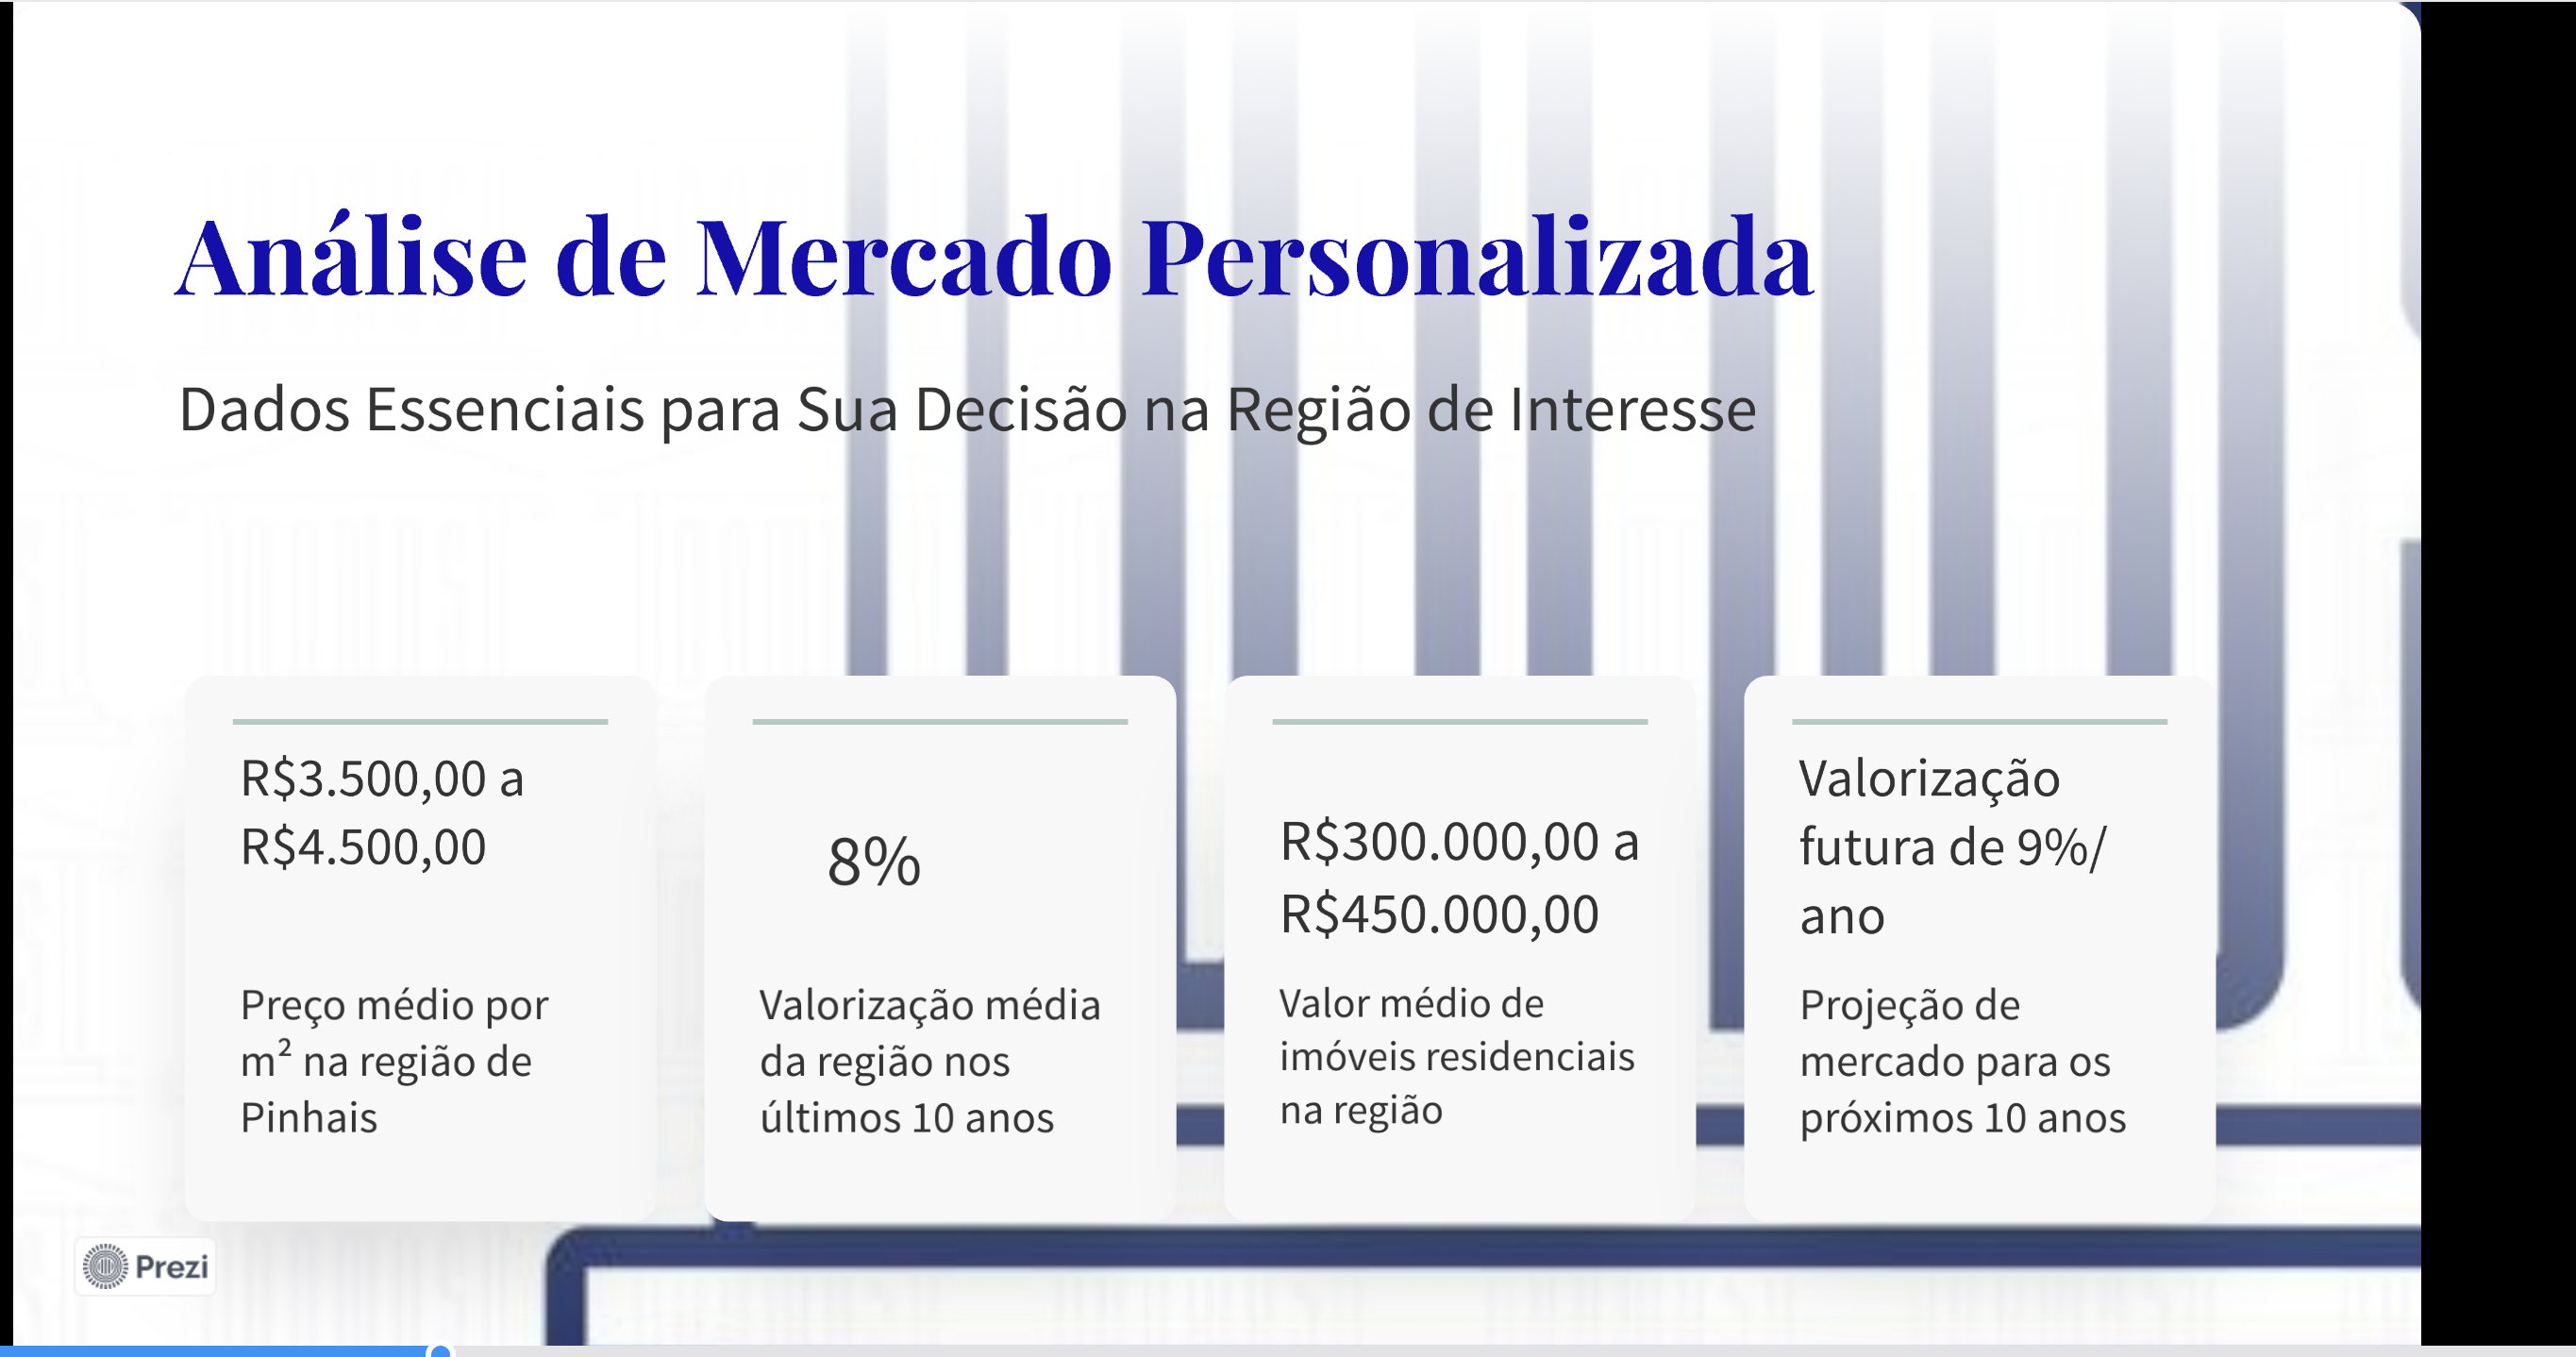 Análise de Mercado Personalizada
Dados Essenciais para Sua Decisão na Região de Interesse
R$3.500,00 a
R$4.500,00
Preço médio por
m² na região de
Pinhais
8%
Valorização média
da região nos
últimos 10 anos
R$300.000,00 a
R$450.000,00
Valor médio de
imóveis residenciais
na região
Valorização
futura de 9%/
ano
Projeção de
mercado para os
próximos 10 anos
Prezi